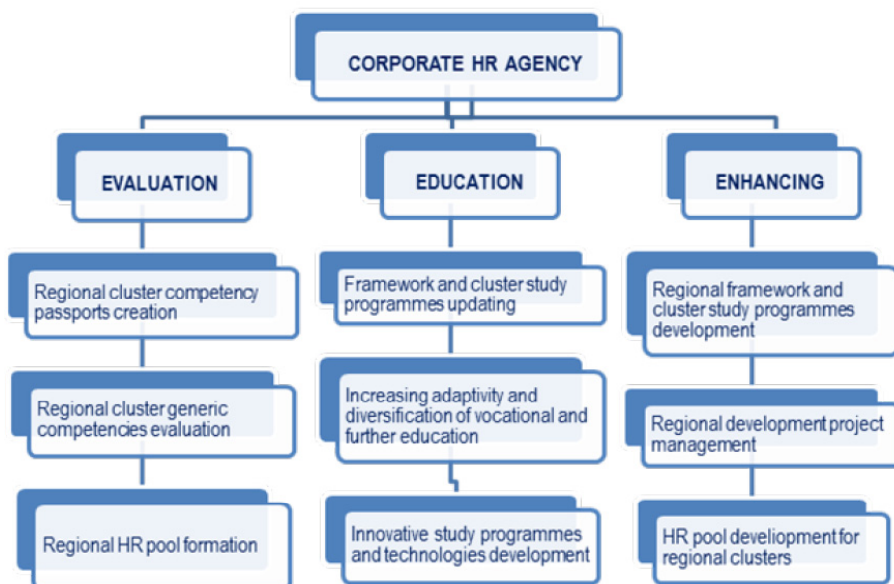 CORPORATE HR AGENCY
EVALUATION
Regional cluster competency
passports creation
Regional cluster generic
competencies evaluation
Regional HR pool formation
EDUCATION
Framework and cluster study
programmes updating
Increasing adaptivity and
diversification of vocational and
further education
Innovative study programmes
and technologies development
ENHANCING
Regional framework and
cluster study programmes
development
Regional development project
management
HR pool develiopment for
regional clusters